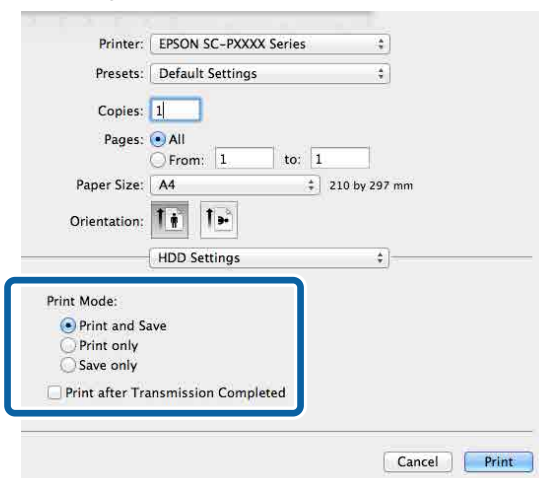 Printer: EPSON SC-PXXXX Series
Presets: Default Settings
Copies: 1
Pages: All
From: 1 to: 1
Paper Size: A4 210 by 297 mm
Orientation:
HDD Settings
Print Mode:
Print and Save
Print only
Save only
Print after Transmission Completed
Cancel Print